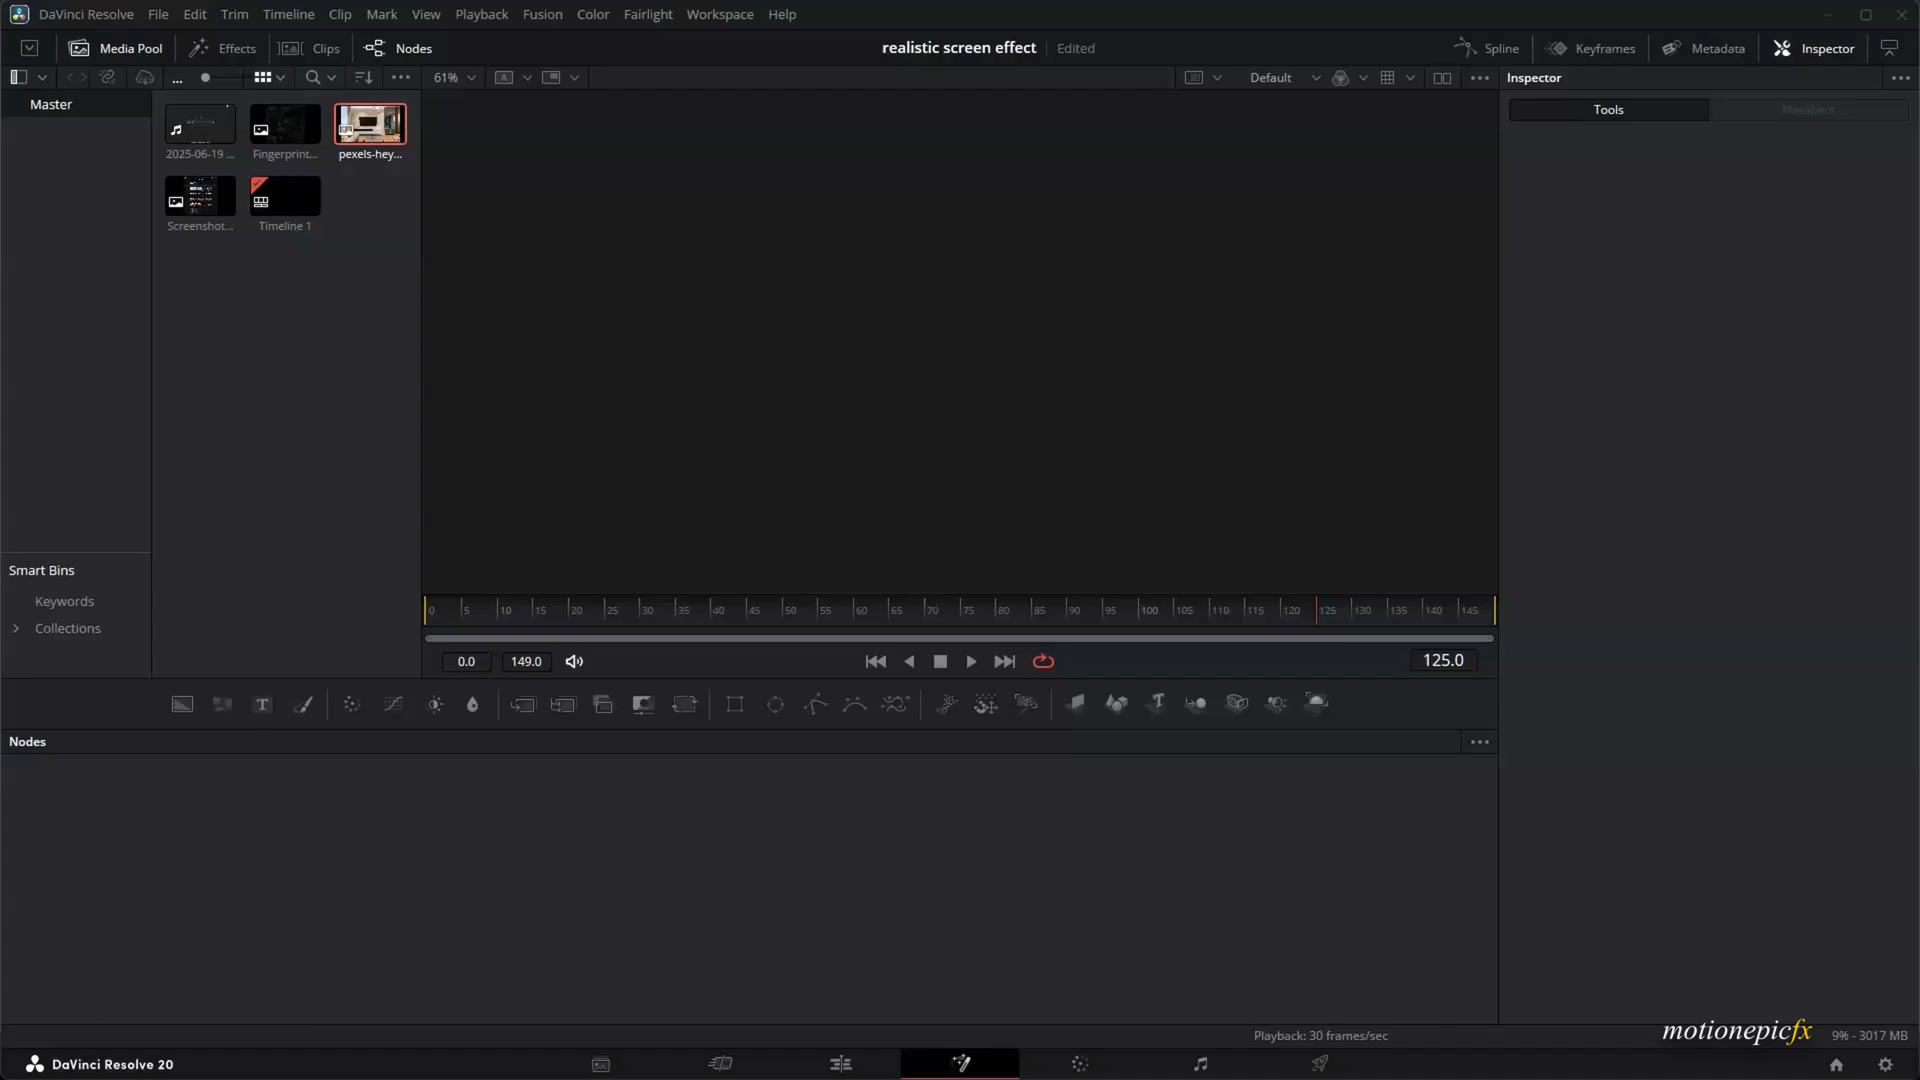 DaVinci Resolve File Edit Trim Timeline Clip Mark View Playback Fusion Color Fairlight Workspace Help
Media Pool Effects Clips Nodes realistic screen effect Edited Spline Keyframes Metadata Inspector
61% Default Inspector
Master
Tools Modifiers
2025-06-19 ... Fingerprint... pexels-hey...
Screenshot... Timeline 1
Smart Bins
Keywords
Collections
0 5 10 15 20 25 30 35 40 45 50 55 60 65 70 75 80 85 90 95 100 105 110 115 120 125 130 135 140 145
0.0 149.0 125.0
Nodes
Playback: 30 frames/sec motionepicfx 9% - 3017 MB
DaVinci Resolve 20